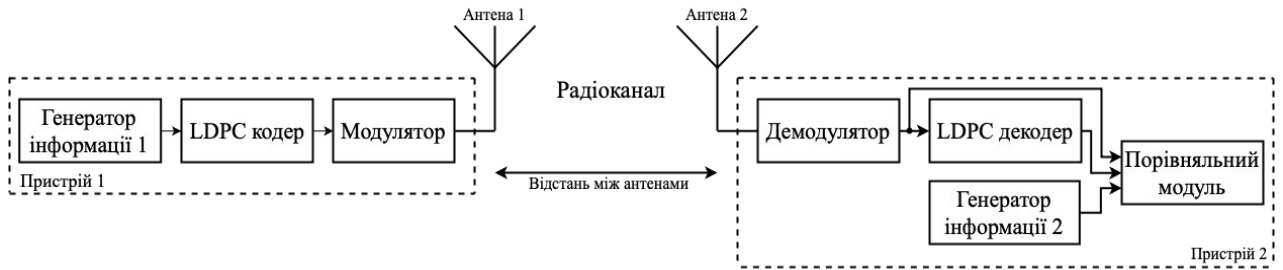 Антена 1
Антена 2
Радіоканал
Генератор
інформації 1
LDPC кодер
Модулятор
Пристрій 1
Відстань між антенами
Демодулятор
LDPC декодер
Порівняльний
модуль
Генератор
інформації 2
Пристрій 2